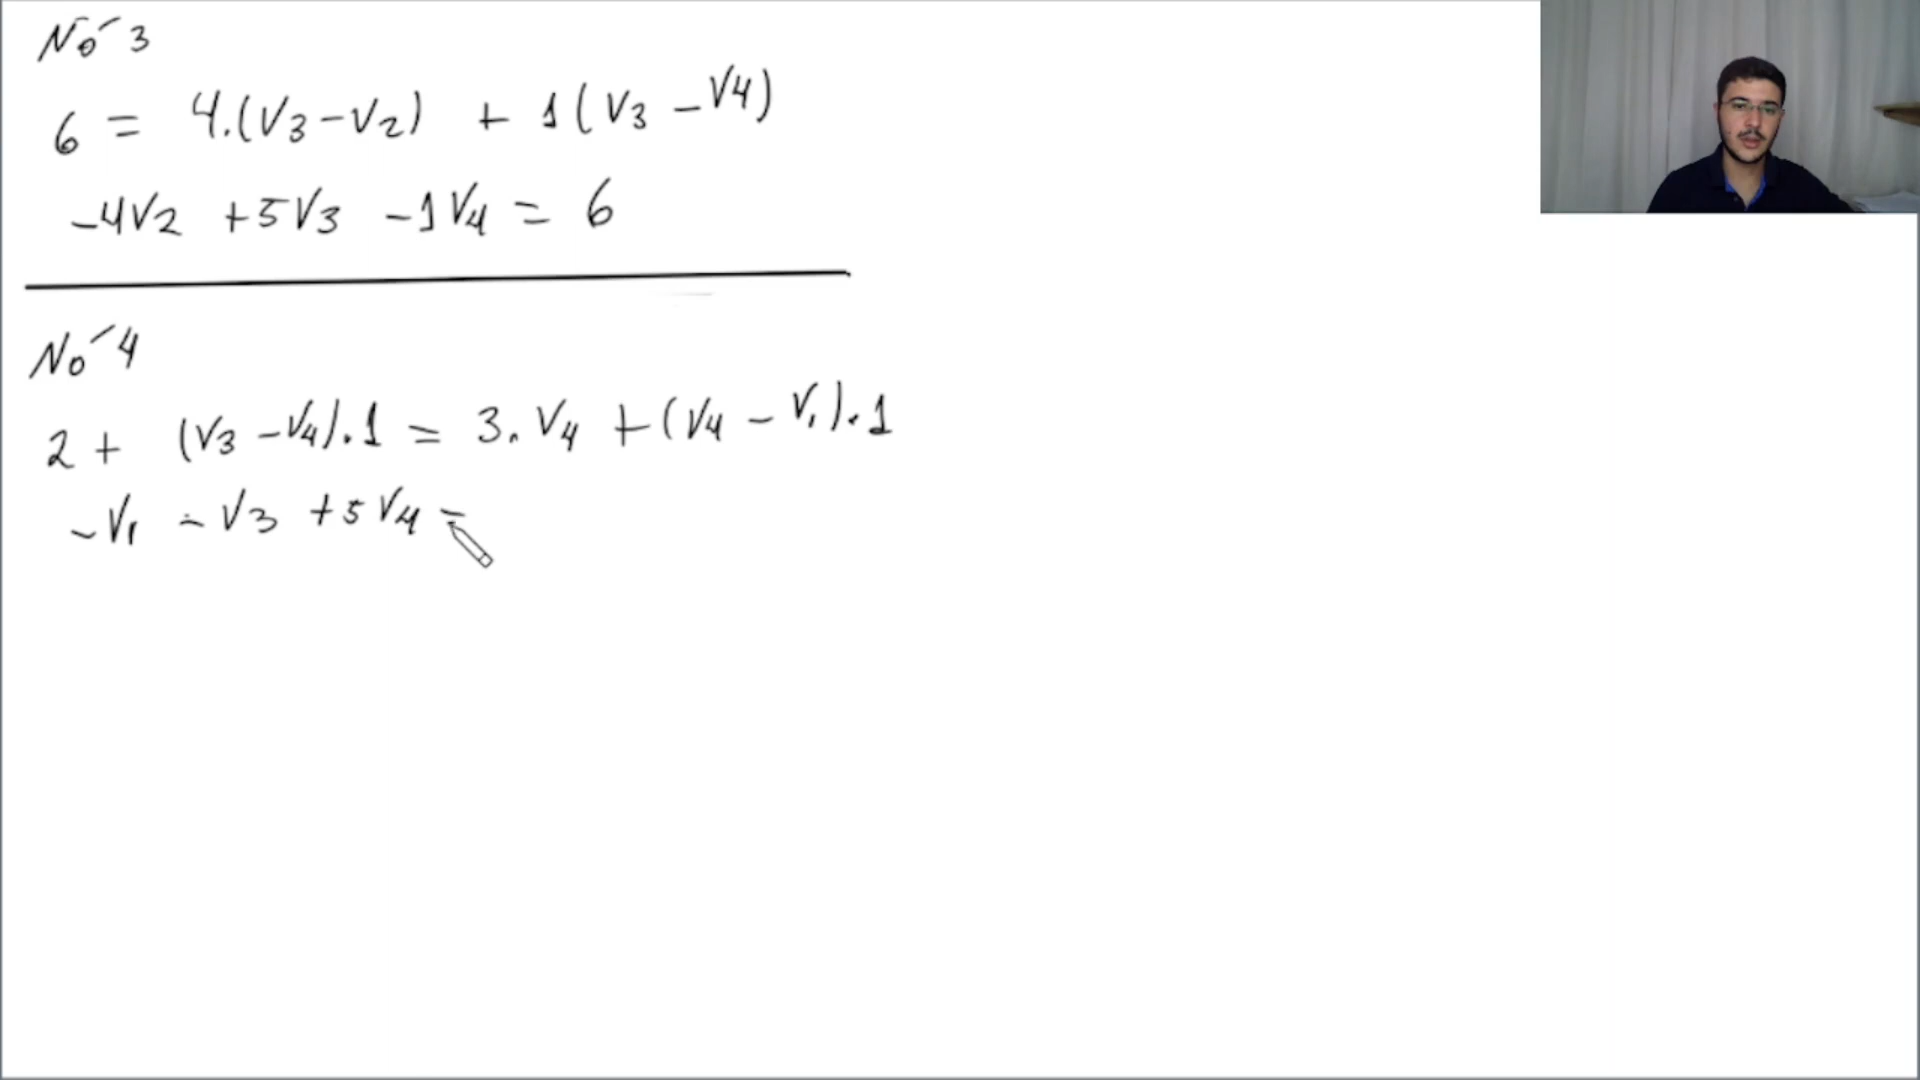 Nó 3
6 = 4.(V3-V2) + 1(V3 - V4)
-4V2 +5V3 -1V4 = 6
Nó 4
2 + (V3 -V4).1 = 3.V4 +(V4 - V1).1
-V1 - V3 +5V4 =